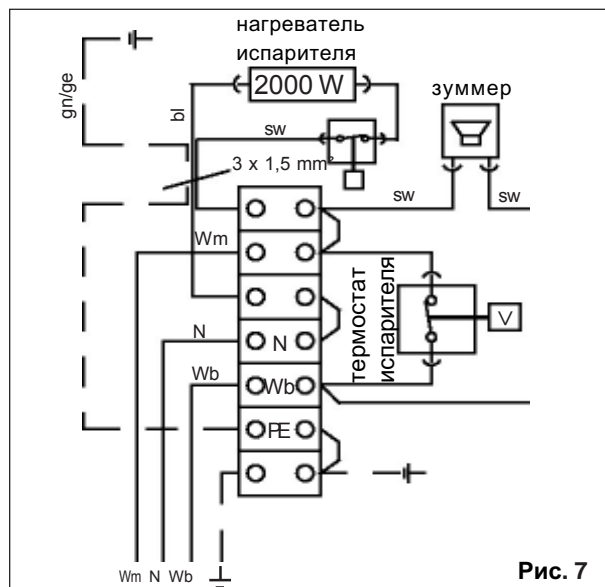 нагреватель
испарителя
2000 W
зуммер
gn/ge
bl
sw
3 x 1,5 mm²
sw
sw
Wm
термостат
испарителя
V
N
N
Wb
Wb
PE
Wm N Wb
Рис. 7